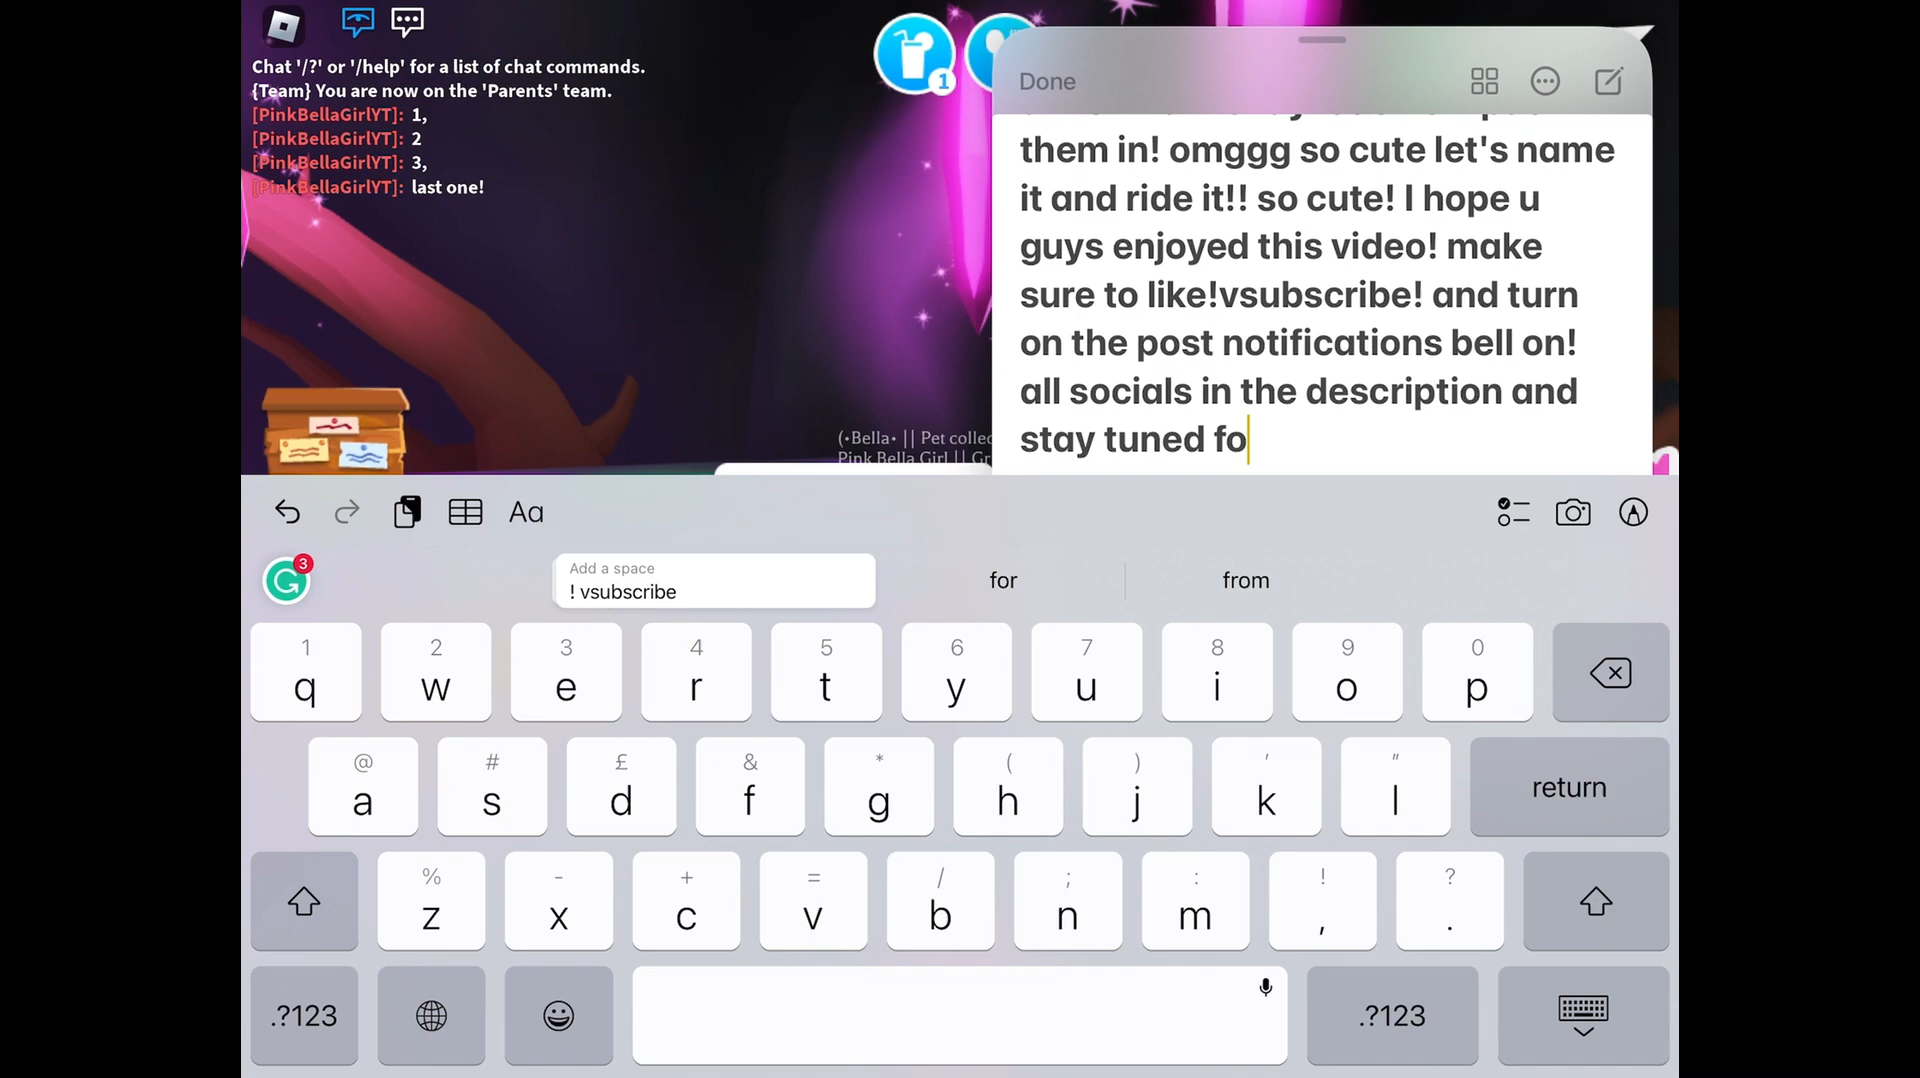 Chat '/?' or '/help' for a list of chat commands.
{Team} You are now on the 'Parents' team.
[PinkBellaGirlYT]: 1,
[PinkBellaGirlYT]: 2
[PinkBellaGirlYT]: 3,
[PinkBellaGirlYT]: last one!
1
Done
them in! omggg so cute let's name
it and ride it!! so cute! I hope u
guys enjoyed this video! make
sure to like!vsubscribe! and turn
on the post notifications bell on!
all socials in the description and
stay tuned fo
(•Bella• || Pet collec
Pink Bella Girl || Gr
Aa
3
Add a space
! vsubscribe
for
from
1 2 3 4 5 6 7 8 9 0
q w e r t y u i o p
@ # £ & * ( ) ' "
a s d f g h j k l return
% - + = / ; : ! ?
z x c v b n m , .
.?123 .?123